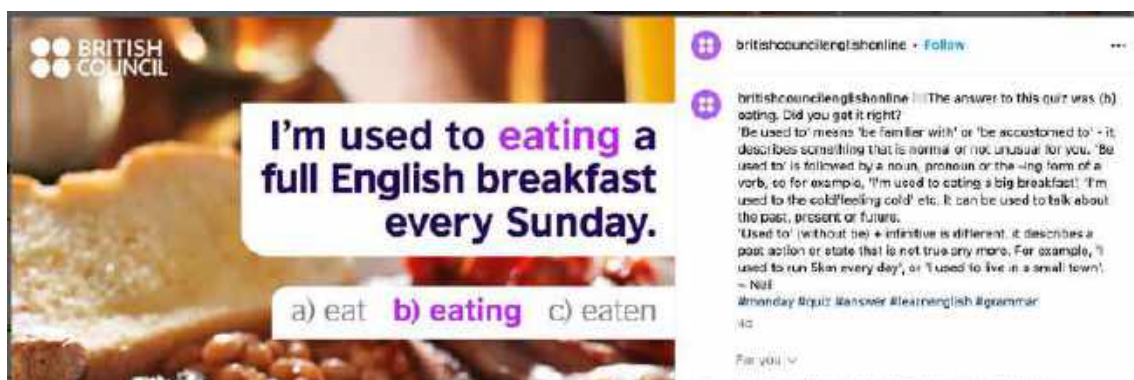 BRITISH
COUNCIL
I'm used to eating a
full English breakfast
every Sunday.
a) eat b) eating c) eaten
britishcouncilenglishonline • Follow
britishcouncilenglishonline The answer to this quiz was (b)
eating. Did you get it right?
'Be used to' means 'be familiar with' or 'be accustomed to' - it
describes something that is normal or not unusual for you. 'Be
used to' is followed by a noun, pronoun or the -ing form of a
verb, so for example, 'I'm used to eating a big breakfast', 'I'm
used to the cold/feeling cold' etc. It can be used to talk about
the past, present or future.
'Used to' (without be) + infinitive is different. It describes a
past action or state that is not true any more. For example, 'I
used to run 5km every day', or 'I used to live in a small town'.
~ Neil
#monday #quiz #answer #learnenglish #grammar
For you